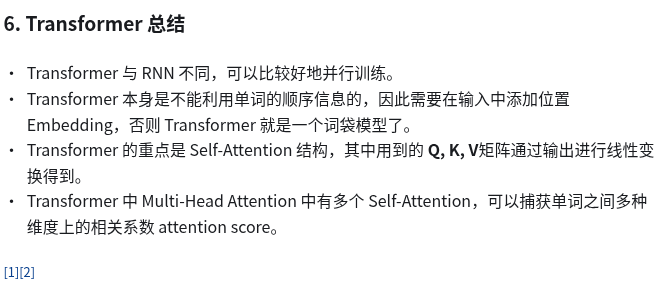 6. Transformer 总结
• Transformer 与 RNN 不同，可以比较好地并行训练。
• Transformer 本身是不能利用单词的顺序信息的，因此需要在输入中添加位置
Embedding，否则 Transformer 就是一个词袋模型了。
• Transformer 的重点是 Self-Attention 结构，其中用到的 Q, K, V矩阵通过输出进行线性变
换得到。
• Transformer 中 Multi-Head Attention 中有多个 Self-Attention，可以捕获单词之间多种
维度上的相关系数 attention score。
[1][2]